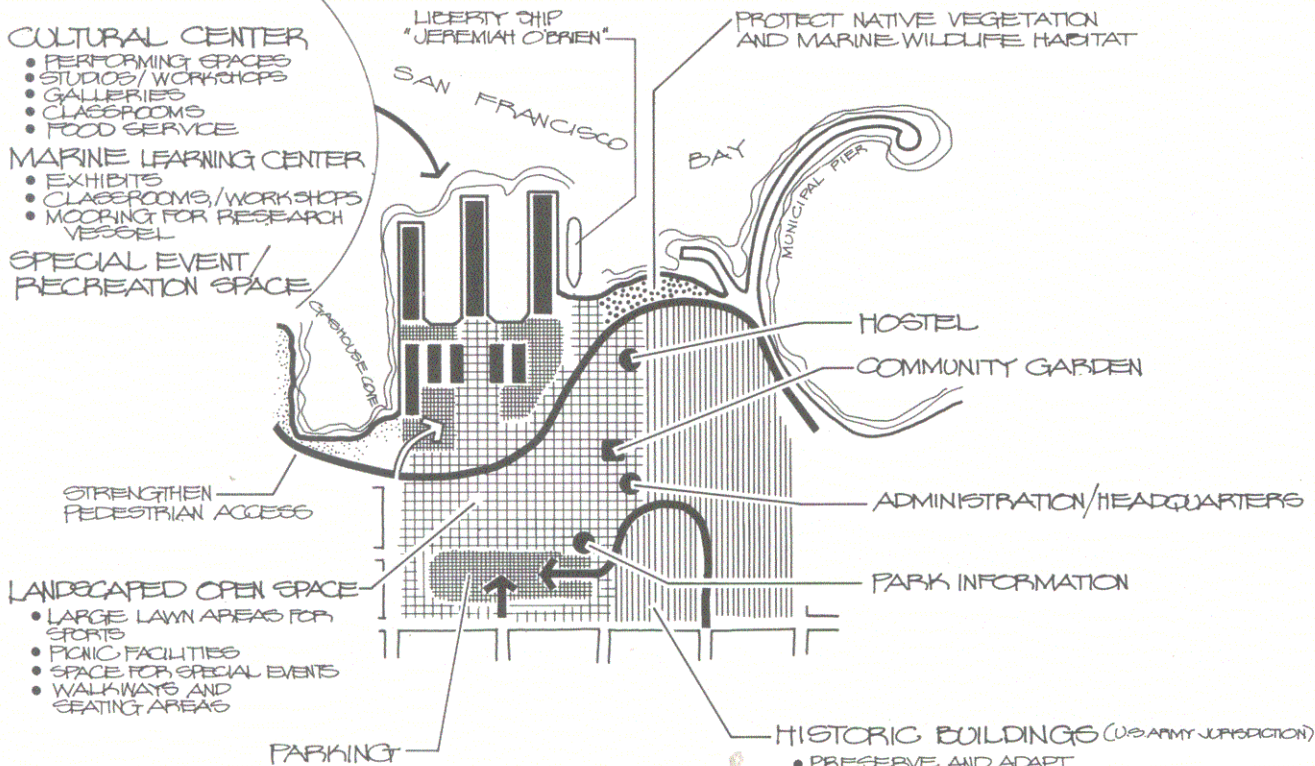 CULTURAL CENTER
• PERFORMING SPACES
• STUDIOS/WORKSHOPS
• GALLERIES
• CLASSROOMS
• FOOD SERVICE
MARINE LEARNING CENTER
• EXHIBITS
• CLASSROOMS/WORKSHOPS
• MOORING FOR RESEARCH
VESSEL
SPECIAL EVENT/
RECREATION SPACE
LIBERTY SHIP
"JEREMIAH O'BRIEN"
PROTECT NATIVE VEGETATION
AND MARINE WILDLIFE HABITAT
SAN FRANCISCO
BAY
MUNICIPAL PIER
GASHOUSE COVE
HOSTEL
COMMUNITY GARDEN
STRENGTHEN
PEDESTRIAN ACCESS
ADMINISTRATION/HEADQUARTERS
PARK INFORMATION
LANDSCAPED OPEN SPACE
• LARGE LAWN AREAS FOR
SPORTS
• PICNIC FACILITIES
• SPACE FOR SPECIAL EVENTS
• WALKWAYS AND
SEATING AREAS
PARKING
HISTORIC BUILDINGS (U.S. ARMY JURISDICTION)
• PRESERVE AND ADAPT